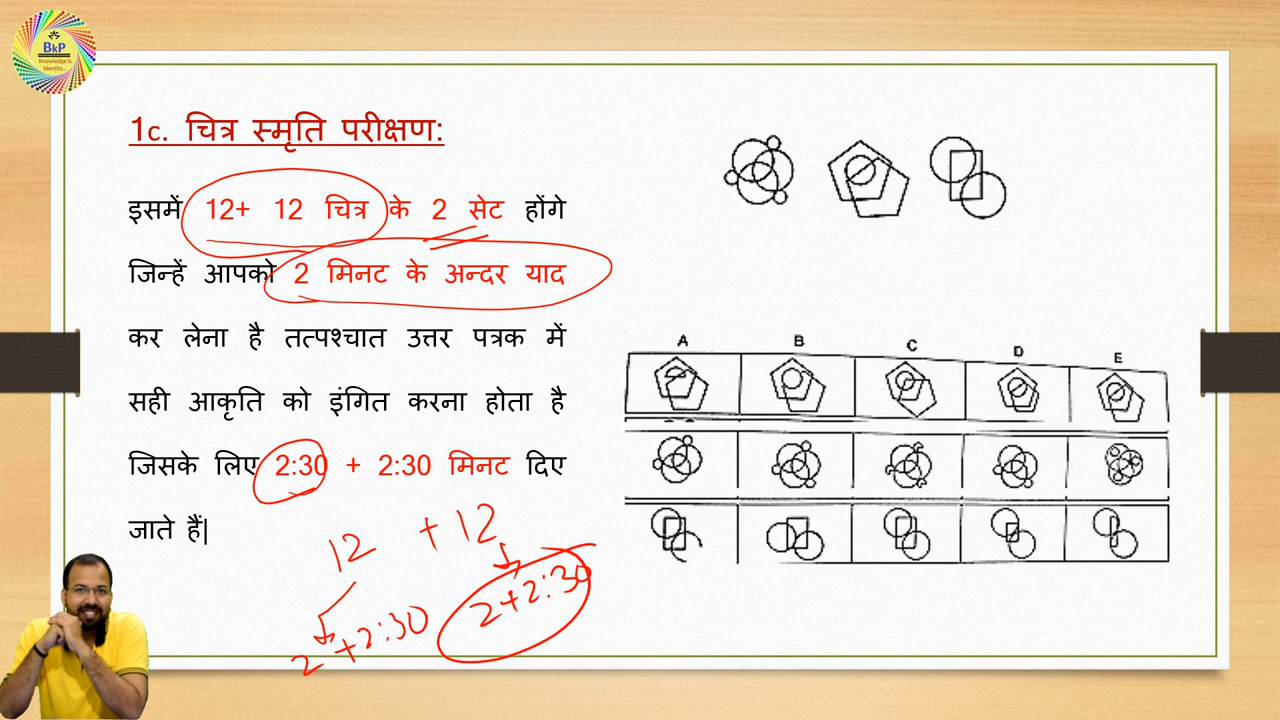 BkP
Knowledge is
Identity...
1c. चित्र स्मृति परीक्षण:
इसमें 12+ 12 चित्र के 2 सेट होंगे
जिन्हें आपको 2 मिनट के अन्दर याद
कर लेना है तत्पश्चात उत्तर पत्रक में
सही आकृति को इंगित करना होता है
जिसके लिए 2:30 + 2:30 मिनट दिए
जाते हैं|
12 + 12
2 + 2:30
2 + 2:30
A B C D E